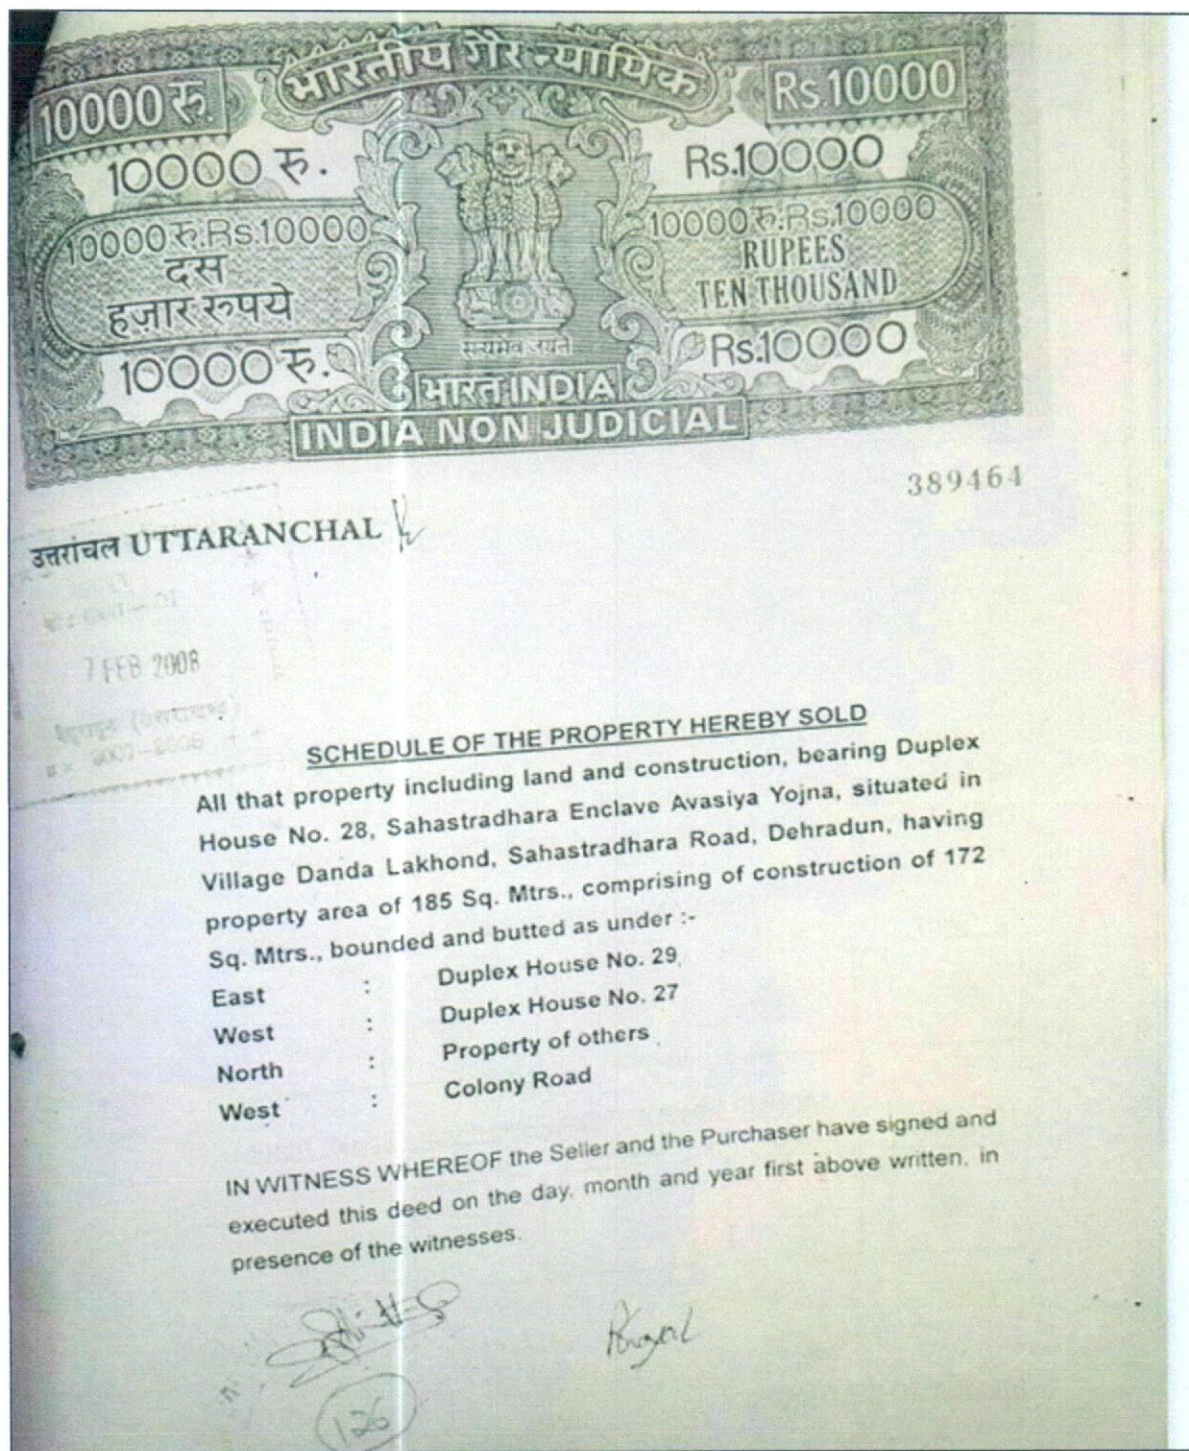 भारतीय गैर न्यायिक
10000 रु. Rs.10000
10000 रु. Rs.10000
10000 रु.Rs.10000 10000 रु.Rs.10000
दस RUPEES
हजार रुपये TEN THOUSAND
10000 रु. Rs.10000
सत्यमेव जयते
भारत INDIA
INDIA NON JUDICIAL
389464
उत्तरांचल UTTARANCHAL
7 FEB 2008
SCHEDULE OF THE PROPERTY HEREBY SOLD
All that property including land and construction, bearing Duplex
House No. 28, Sahastradhara Enclave Avasiya Yojna, situated in
Village Danda Lakhond, Sahastradhara Road, Dehradun, having
property area of 185 Sq. Mtrs., comprising of construction of 172
Sq. Mtrs., bounded and butted as under :-
East : Duplex House No. 29
West : Duplex House No. 27
North : Property of others
West : Colony Road
IN WITNESS WHEREOF the Seller and the Purchaser have signed and
executed this deed on the day, month and year first above written, in
presence of the witnesses.
126